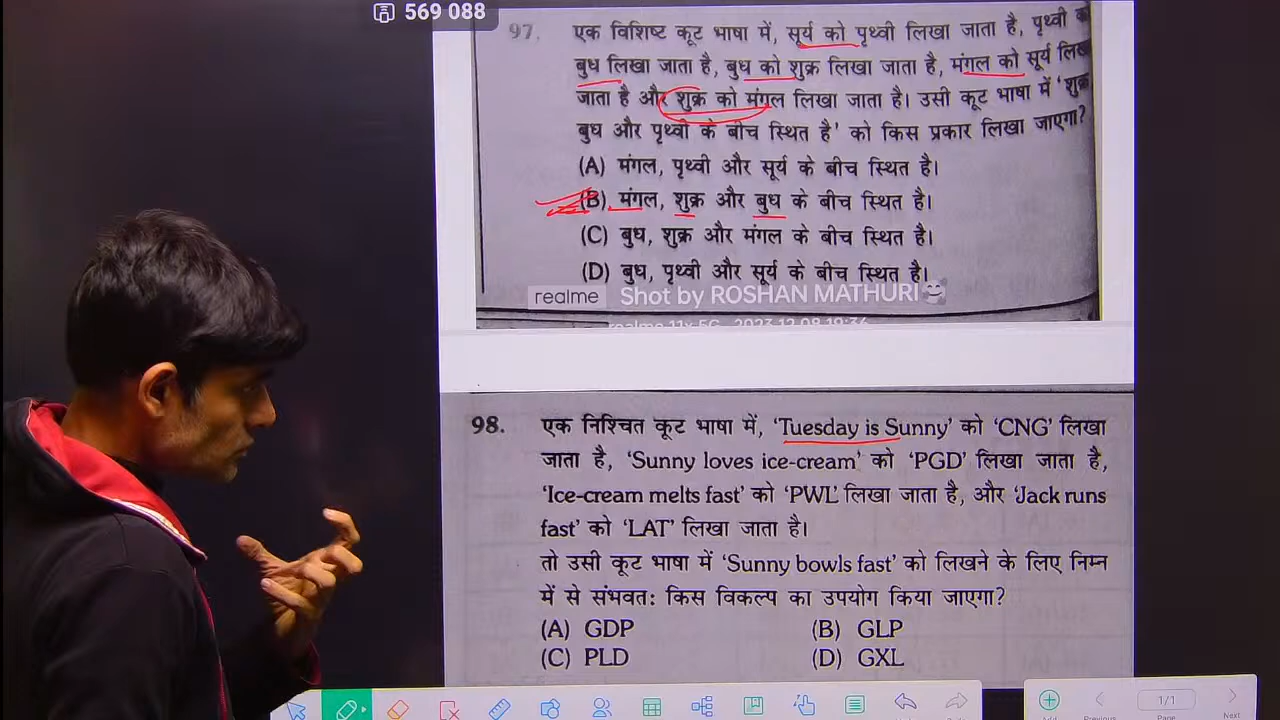 569 088
97. एक विशिष्ट कूट भाषा में, सूर्य को पृथ्वी लिखा जाता है, पृथ्वी
बुध लिखा जाता है, बुध को शुक्र लिखा जाता है, मंगल को सूर्य
जाता है और शुक्र को मंगल लिखा जाता है। उसी कूट भाषा में
बुध और पृथ्वी के बीच स्थित है' को किस प्रकार लिखा जाएगा?
(A) मंगल, पृथ्वी और सूर्य के बीच स्थित है।
(B) मंगल, शुक्र और बुध के बीच स्थित है।
(C) बुध, शुक्र और मंगल के बीच स्थित है।
(D) बुध, पृथ्वी और सूर्य के बीच स्थित है।
realme Shot by ROSHAN MATHURI
98. एक निश्चित कूट भाषा में, 'Tuesday is Sunny' को 'CNG' लिखा
जाता है, 'Sunny loves ice-cream' को 'PGD' लिखा जाता है,
'Ice-cream melts fast' को 'PWL' लिखा जाता है, और 'Jack runs
fast' को 'LAT' लिखा जाता है।
तो उसी कूट भाषा में 'Sunny bowls fast' को लिखने के लिए निम्न
में से संभवत: किस विकल्प का उपयोग किया जाएगा?
(A) GDP (B) GLP
(C) PLD (D) GXL
1/1
Page
Next